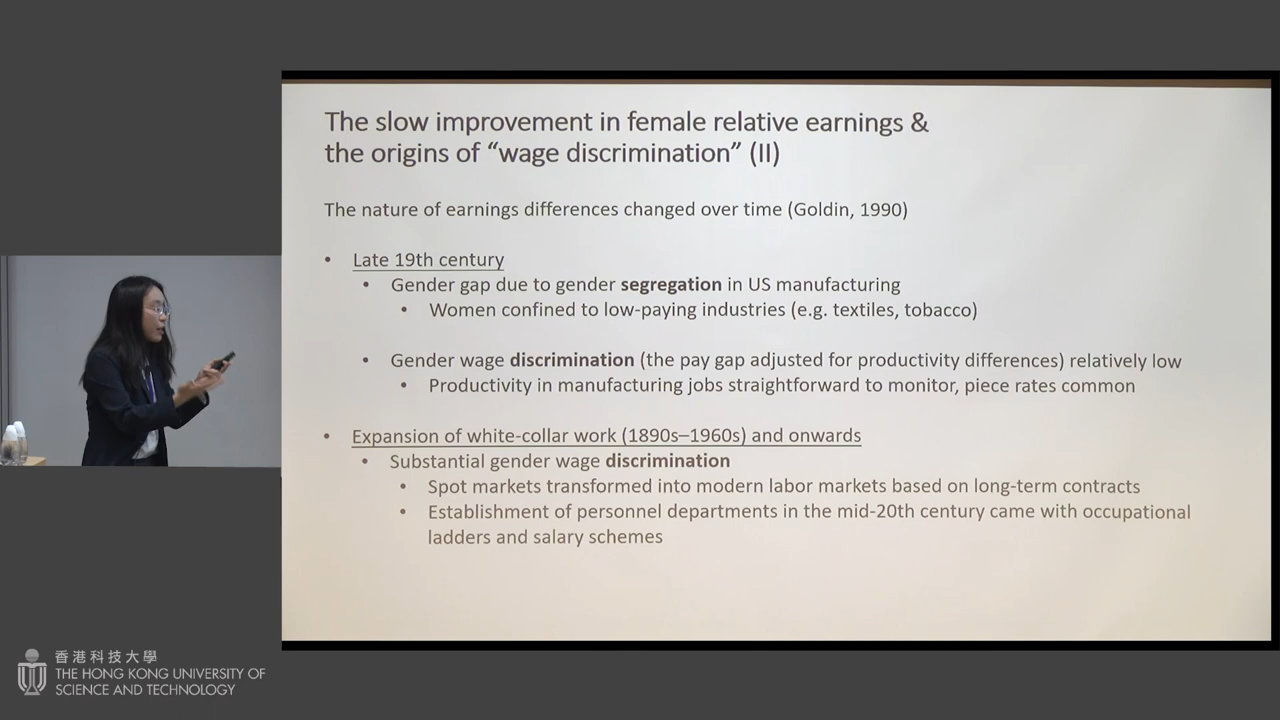 The slow improvement in female relative earnings &
the origins of “wage discrimination” (II)
The nature of earnings differences changed over time (Goldin, 1990)
• Late 19th century
• Gender gap due to gender segregation in US manufacturing
• Women confined to low-paying industries (e.g. textiles, tobacco)
• Gender wage discrimination (the pay gap adjusted for productivity differences) relatively low
• Productivity in manufacturing jobs straightforward to monitor, piece rates common
• Expansion of white-collar work (1890s–1960s) and onwards
• Substantial gender wage discrimination
• Spot markets transformed into modern labor markets based on long-term contracts
• Establishment of personnel departments in the mid-20th century came with occupational
ladders and salary schemes
香港科技大學
THE HONG KONG UNIVERSITY OF
SCIENCE AND TECHNOLOGY